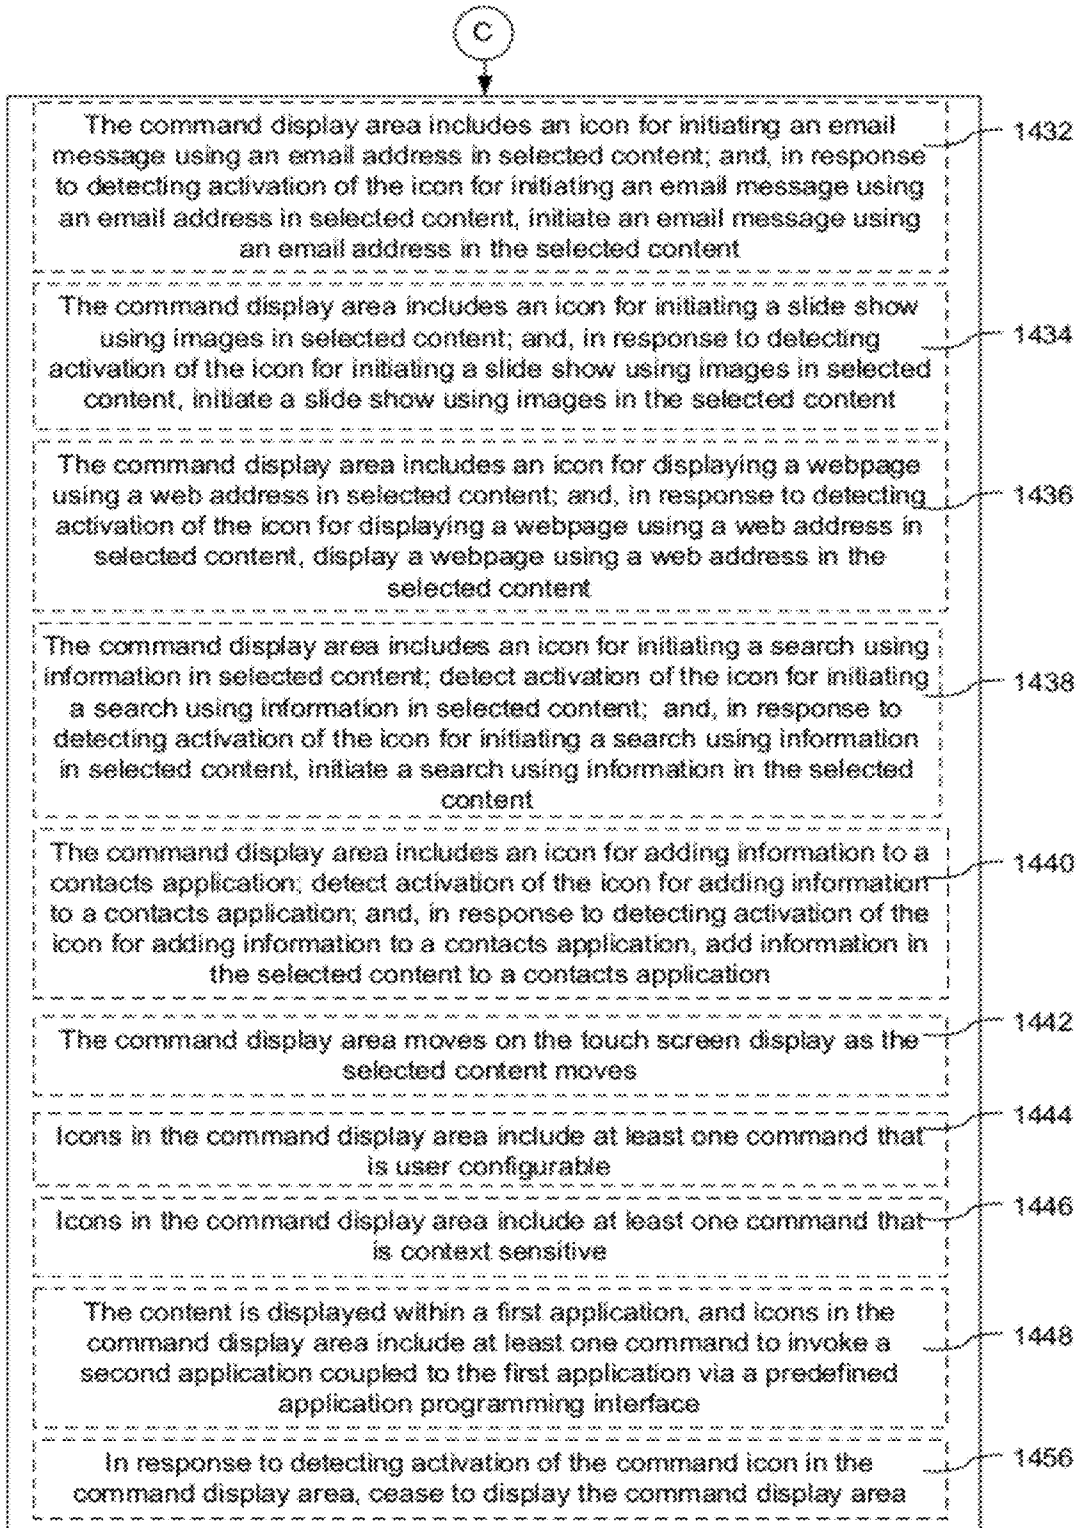 C
The command display area includes an icon for initiating an email
message using an email address in selected content; and, in response
to detecting activation of the icon for initiating an email message using
an email address in selected content, initiate an email message using
an email address in the selected content
1432
The command display area includes an icon for initiating a slide show
using images in selected content; and, in response to detecting
activation of the icon for initiating a slide show using images in selected
content, initiate a slide show using images in the selected content
1434
The command display area includes an icon for displaying a webpage
using a web address in selected content; and, in response to detecting
activation of the icon for displaying a webpage using a web address in
selected content, display a webpage using a web address in the
selected content
1436
The command display area includes an icon for initiating a search using
information in selected content; detect activation of the icon for initiating
a search using information in selected content; and, in response to
detecting activation of the icon for initiating a search using information
in selected content, initiate a search using information in the selected
content
1438
The command display area includes an icon for adding information to a
contacts application; detect activation of the icon for adding information
to a contacts application; and, in response to detecting activation of the
icon for adding information to a contacts application, add information in
the selected content to a contacts application
1440
The command display area moves on the touch screen display as the
selected content moves
1442
Icons in the command display area include at least one command that
is user configurable
1444
Icons in the command display area include at least one command that
is context sensitive
1446
The content is displayed within a first application, and icons in the
command display area include at least one command to invoke a
second application coupled to the first application via a predefined
application programming interface
1448
In response to detecting activation of the command icon in the
command display area, cease to display the command display area
1456